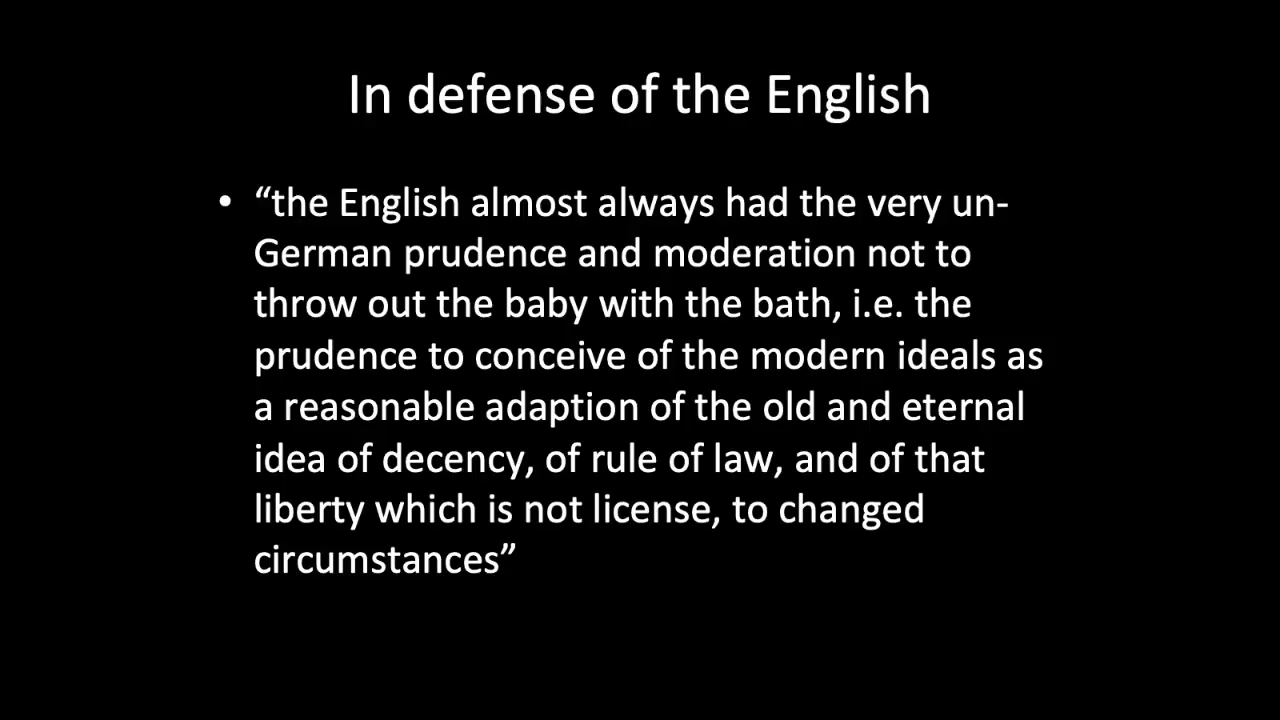 In defense of the English
• “the English almost always had the very un-
German prudence and moderation not to
throw out the baby with the bath, i.e. the
prudence to conceive of the modern ideals as
a reasonable adaption of the old and eternal
idea of decency, of rule of law, and of that
liberty which is not license, to changed
circumstances”